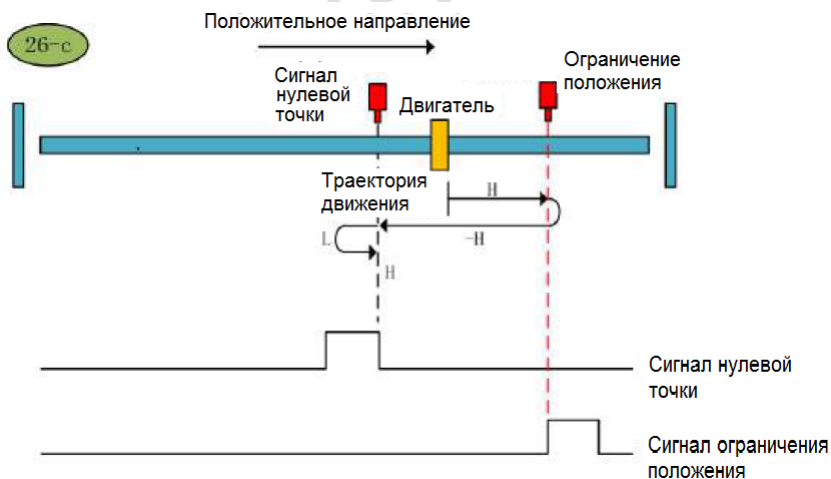 26-c
Положительное направление
Сигнал
нулевой
точки
Двигатель
Ограничение
положения
Траектория
движения
H
-H
L
H
Сигнал нулевой
точки
Сигнал ограничения
положения